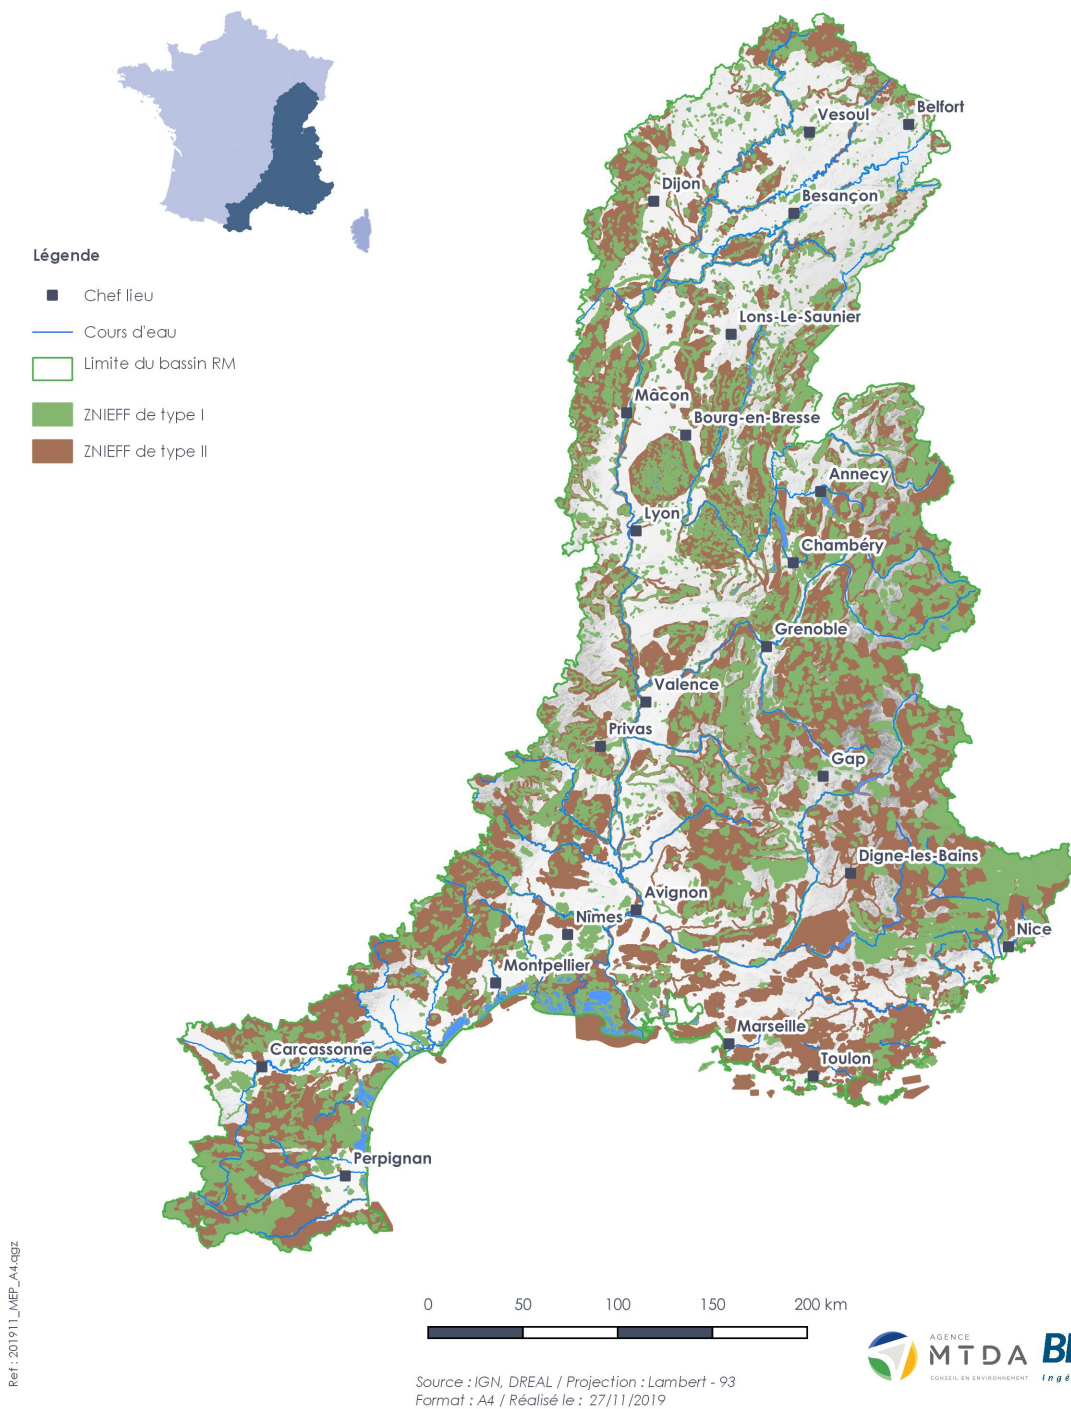 Vesoul
Belfort
Dijon
Besançon
Légende
Chef lieu
Cours d'eau
Limite du bassin RM
ZNIEFF de type I
ZNIEFF de type II
Lons-Le-Saunier
Mâcon
Bourg-en-Bresse
Annecy
Lyon
Chambéry
Grenoble
Valence
Privas
Gap
Digne-les-Bains
Avignon
Nîmes
Nice
Montpellier
Marseille
Carcassonne
Toulon
Perpignan
Ref : 201911_MEP_A4.qgz
0 50 100 150 200 km
AGENCE
MTDA
CONSEIL EN ENVIRONNEMENT
Source : IGN, DREAL / Projection : Lambert - 93
Format : A4 / Réalisé le : 27/11/2019